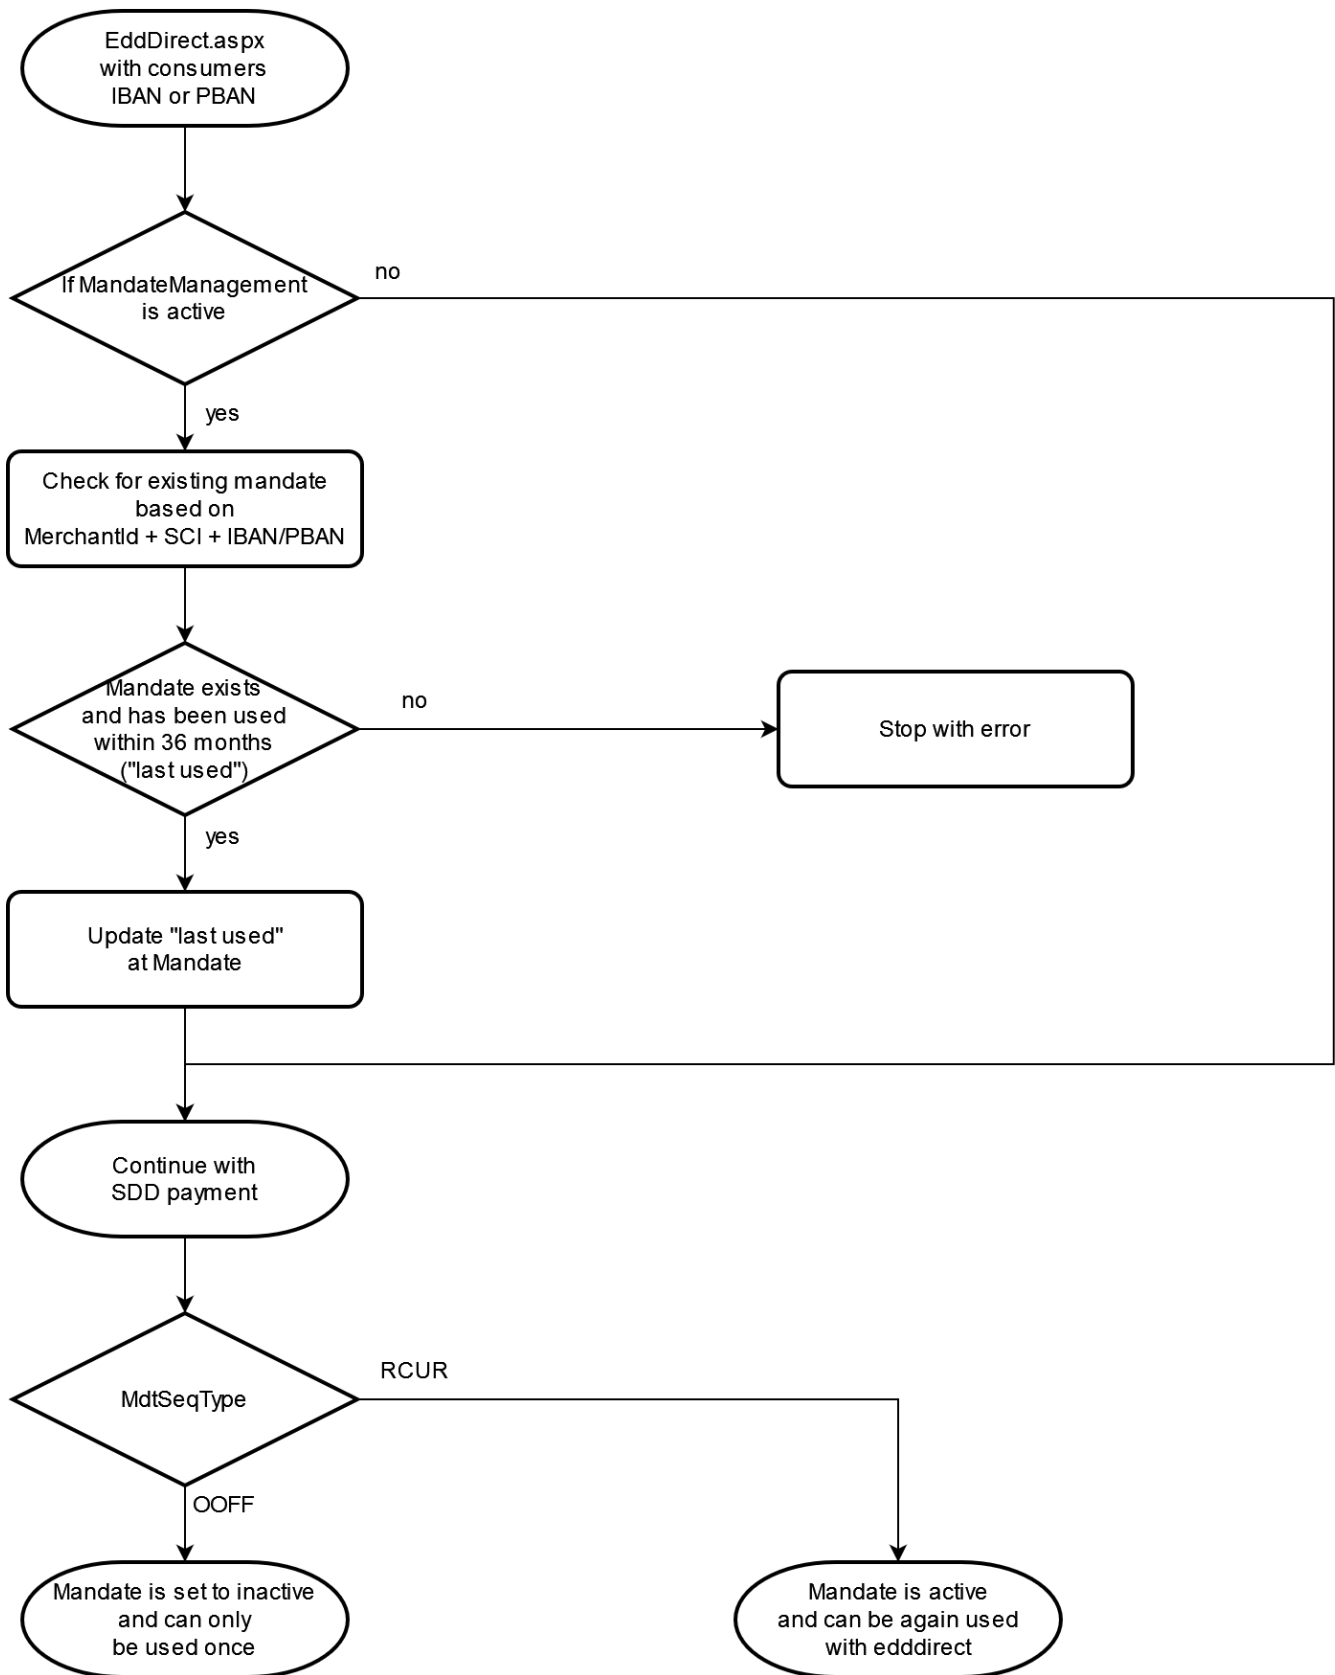 EddDirect.aspx
with consumers
IBAN or PBAN
If MandateManagement
is active
no
yes
Check for existing mandate
based on
MerchantId + SCI + IBAN/PBAN
Mandate exists
and has been used
within 36 months
("last used")
no
Stop with error
yes
Update "last used"
at Mandate
Continue with
SDD payment
MdtSeqType
RCUR
OOFF
Mandate is set to inactive
and can only
be used once
Mandate is active
and can be again used
with edddirect